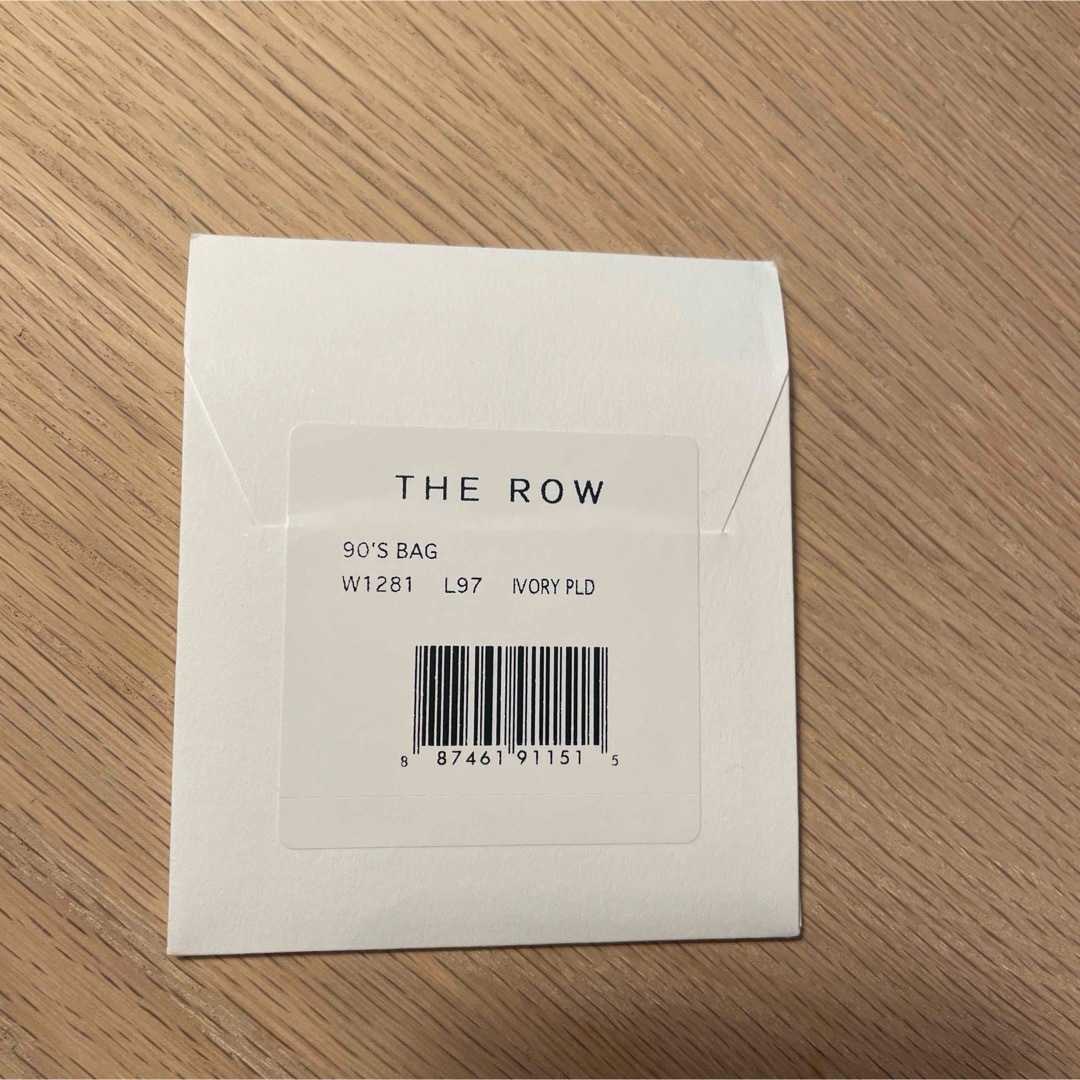 THE ROW
90'S BAG
W1281 L97 IVORY PLD
8 87461 91151 5